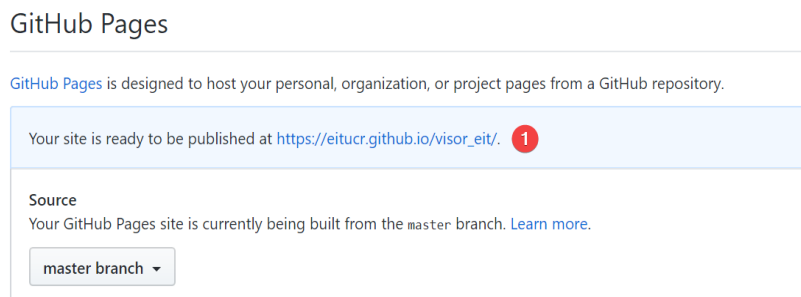 GitHub Pages
GitHub Pages is designed to host your personal, organization, or project pages from a GitHub repository.
Your site is ready to be published at https://eitucr.github.io/visor_eit/. 1
Source
Your GitHub Pages site is currently being built from the master branch. Learn more.
master branch